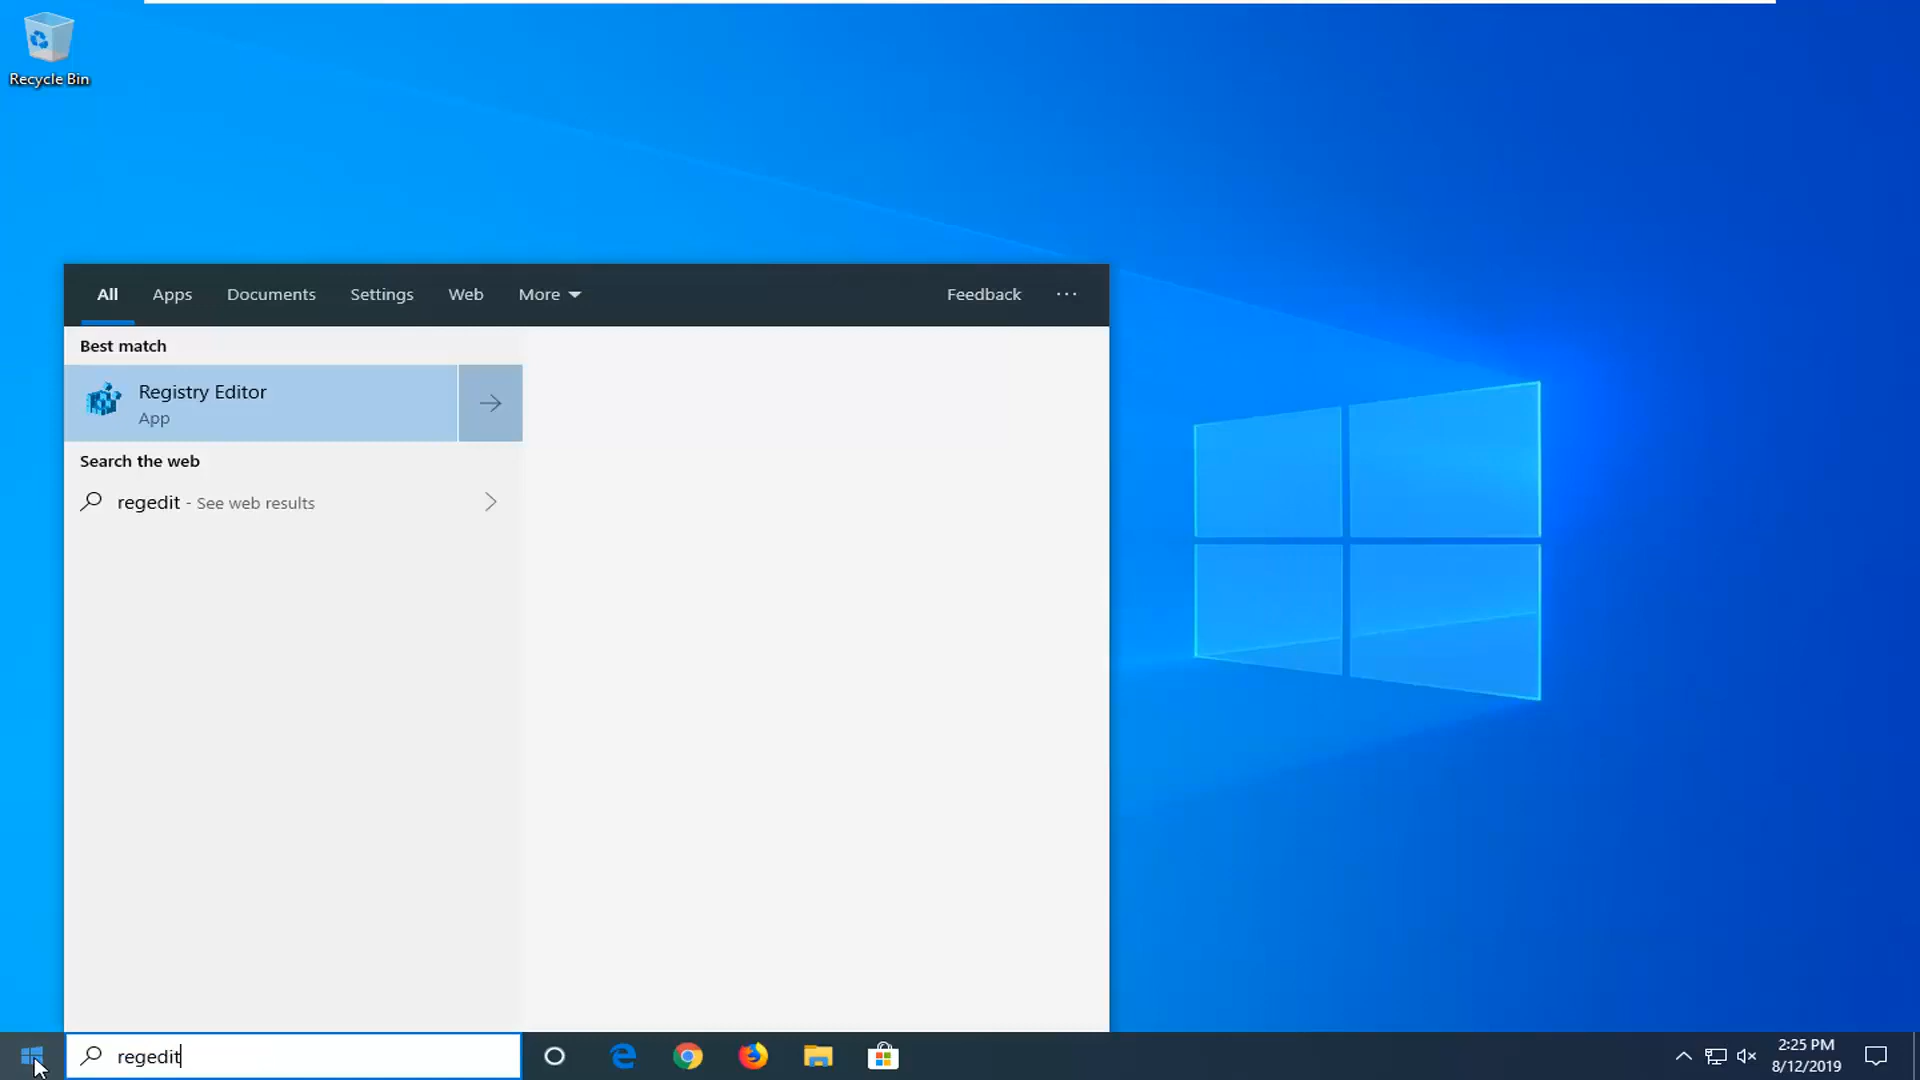 Recycle Bin
All Apps Documents Settings Web More Feedback ...
Best match
Registry Editor
App
Search the web
regedit - See web results
regedit
2:25 PM
8/12/2019